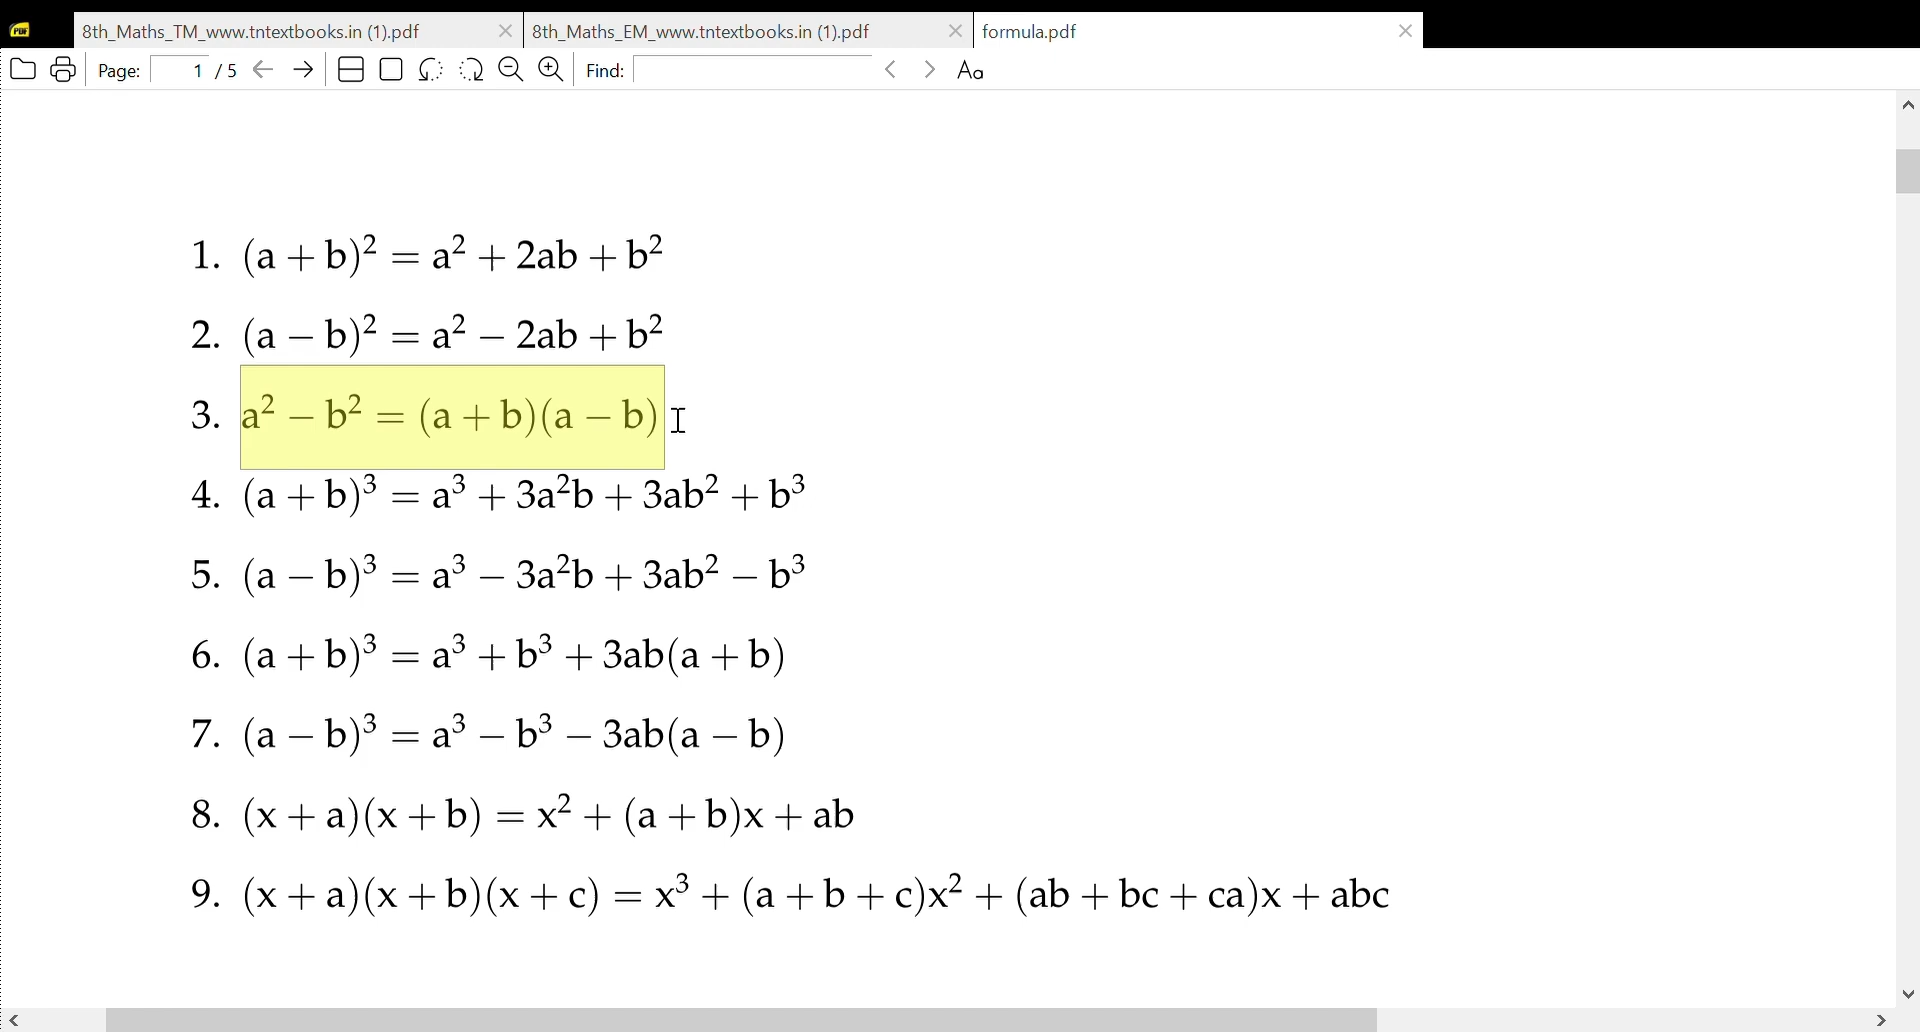 PDF
8th_Maths_TM_www.tntextbooks.in (1).pdf 8th_Maths_EM_www.tntextbooks.in (1).pdf formula.pdf
Page: 1 / 5 Find: Aa
1. (a + b)² = a² + 2ab + b²
2. (a − b)² = a² − 2ab + b²
3. a² − b² = (a + b)(a − b)
4. (a + b)³ = a³ + 3a²b + 3ab² + b³
5. (a − b)³ = a³ − 3a²b + 3ab² − b³
6. (a + b)³ = a³ + b³ + 3ab(a + b)
7. (a − b)³ = a³ − b³ − 3ab(a − b)
8. (x + a)(x + b) = x² + (a + b)x + ab
9. (x + a)(x + b)(x + c) = x³ + (a + b + c)x² + (ab + bc + ca)x + abc